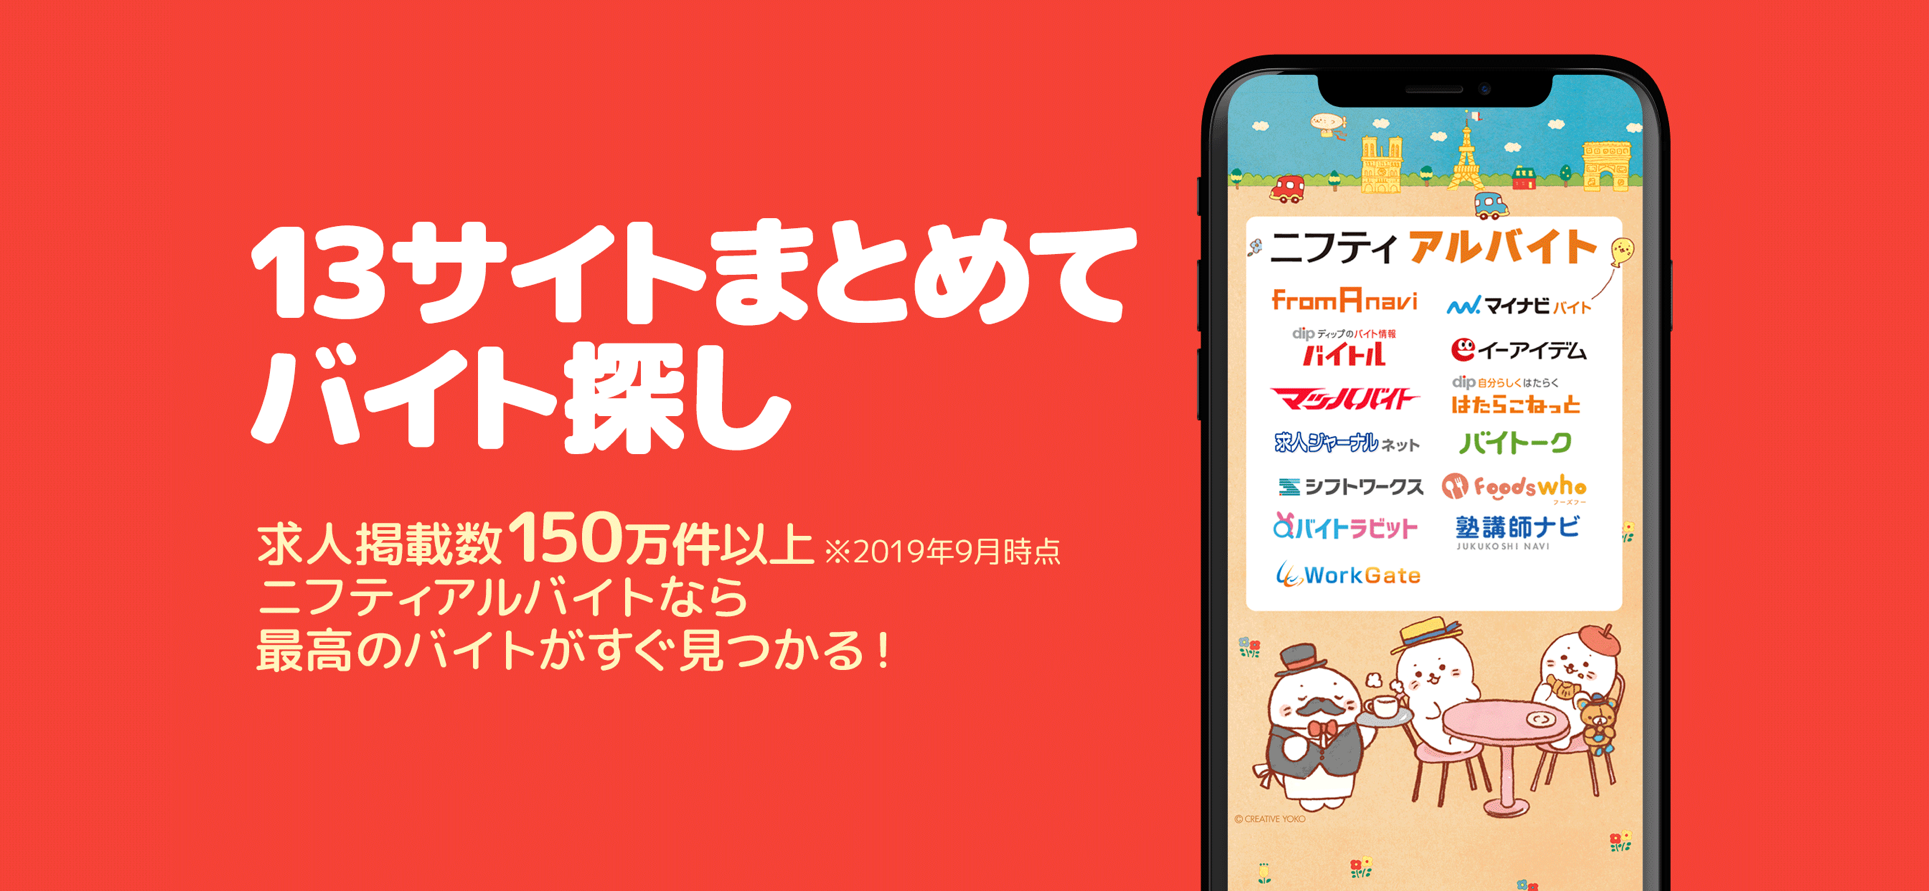 13サイトまとめて
バイト探し
求人掲載数150万件以上 ※2019年9月時点
ニフティアルバイトなら
最高のバイトがすぐ見つかる！
ニフティ アルバイト
fromA navi
マイナビバイト
dip ディップのバイト情報
バイトル
イーアイデム
マッハバイト
dip 自分らしくはたらく
はたらこねっと
求人ジャーナル ネット
バイトーク
シフトワークス
Foodswho
フーズフー
バイトラビット
塾講師ナビ
JUKUKOSHI NAVI
WorkGate
© CREATIVE YOKO